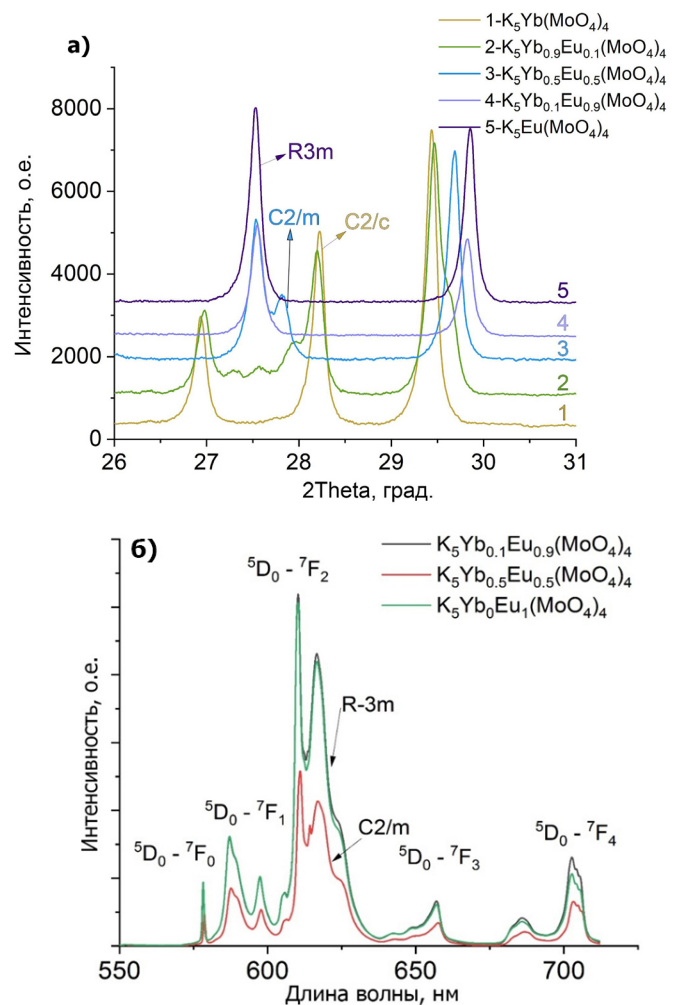 а)
1-K₅Yb(MoO₄)₄
2-K₅Yb₀.₉Eu₀.₁(MoO₄)₄
3-K₅Yb₀.₅Eu₀.₅(MoO₄)₄
4-K₅Yb₀.₁Eu₀.₉(MoO₄)₄
5-K₅Eu(MoO₄)₄
Интенсивность, о.е.
8000
6000
4000
2000
0
R3m
C2/m
C2/c
5
4
3
2
1
26 27 28 29 30 31
2Theta, град.
б)
K₅Yb₀.₁Eu₀.₉(MoO₄)₄
K₅Yb₀.₅Eu₀.₅(MoO₄)₄
K₅Yb₀Eu₁(MoO₄)₄
Интенсивность, о.е.
⁵D₀ - ⁷F₂
R-3m
⁵D₀ - ⁷F₁
C2/m
⁵D₀ - ⁷F₀
⁵D₀ - ⁷F₃
⁵D₀ - ⁷F₄
550 600 650 700
Длина волны, нм